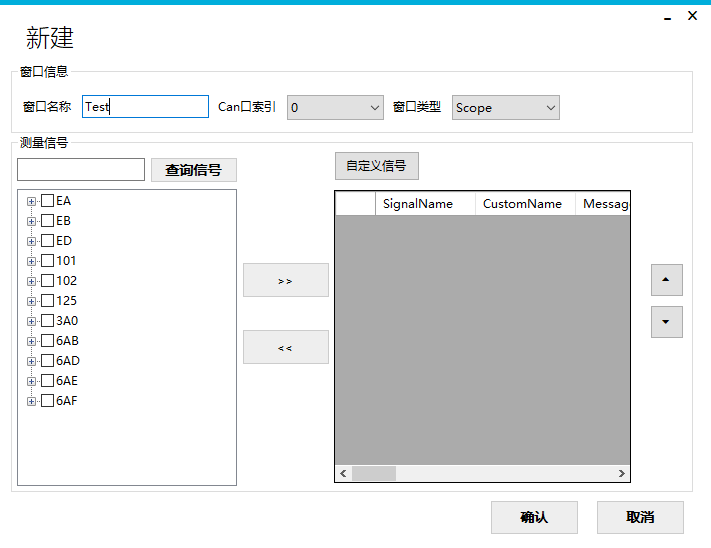 新建
窗口信息
窗口名称 Test Can口索引 0 窗口类型 Scope
测量信号
查询信号 自定义信号
SignalName CustomName Messag
EA
EB
ED
101
102
125
3A0
6AB
6AD
6AE
6AF
>>
<<
确认 取消